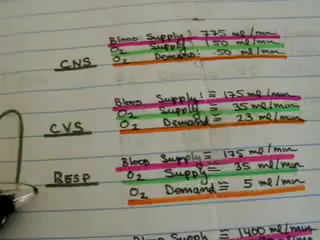 Blood Supply: 775 ml/min
O₂ Supply: 150 ml/min
CNS O₂ Demand: 50 ml/min
Blood Supply = 175 ml/min
O₂ Supply = 35 ml/min
CVS O₂ Demand = 23 ml/min
Blood Supply = 175 ml/min
O₂ Supply = 35 ml/min
RESP O₂ Demand = 5 ml/min
Blood Supply = 1400 ml/min